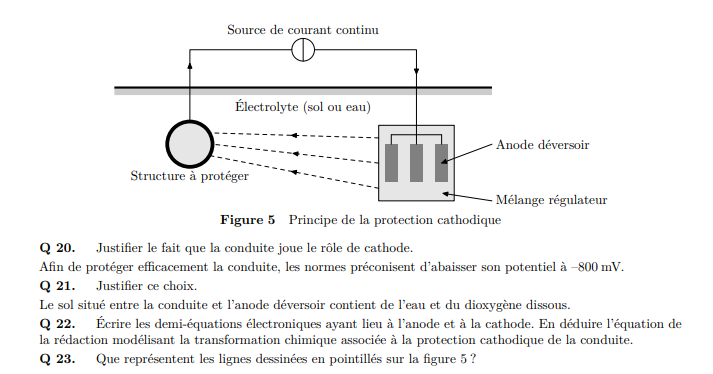 Source de courant continu
Électrolyte (sol ou eau)
Anode déversoir
Structure à protéger
Mélange régulateur
Figure 5 Principe de la protection cathodique
Q 20. Justifier le fait que la conduite joue le rôle de cathode.
Afin de protéger efficacement la conduite, les normes préconisent d'abaisser son potentiel à –800 mV.
Q 21. Justifier ce choix.
Le sol situé entre la conduite et l'anode déversoir contient de l'eau et du dioxygène dissous.
Q 22. Écrire les demi-équations électroniques ayant lieu à l'anode et à la cathode. En déduire l'équation de
la rédaction modélisant la transformation chimique associée à la protection cathodique de la conduite.
Q 23. Que représentent les lignes dessinées en pointillés sur la figure 5 ?